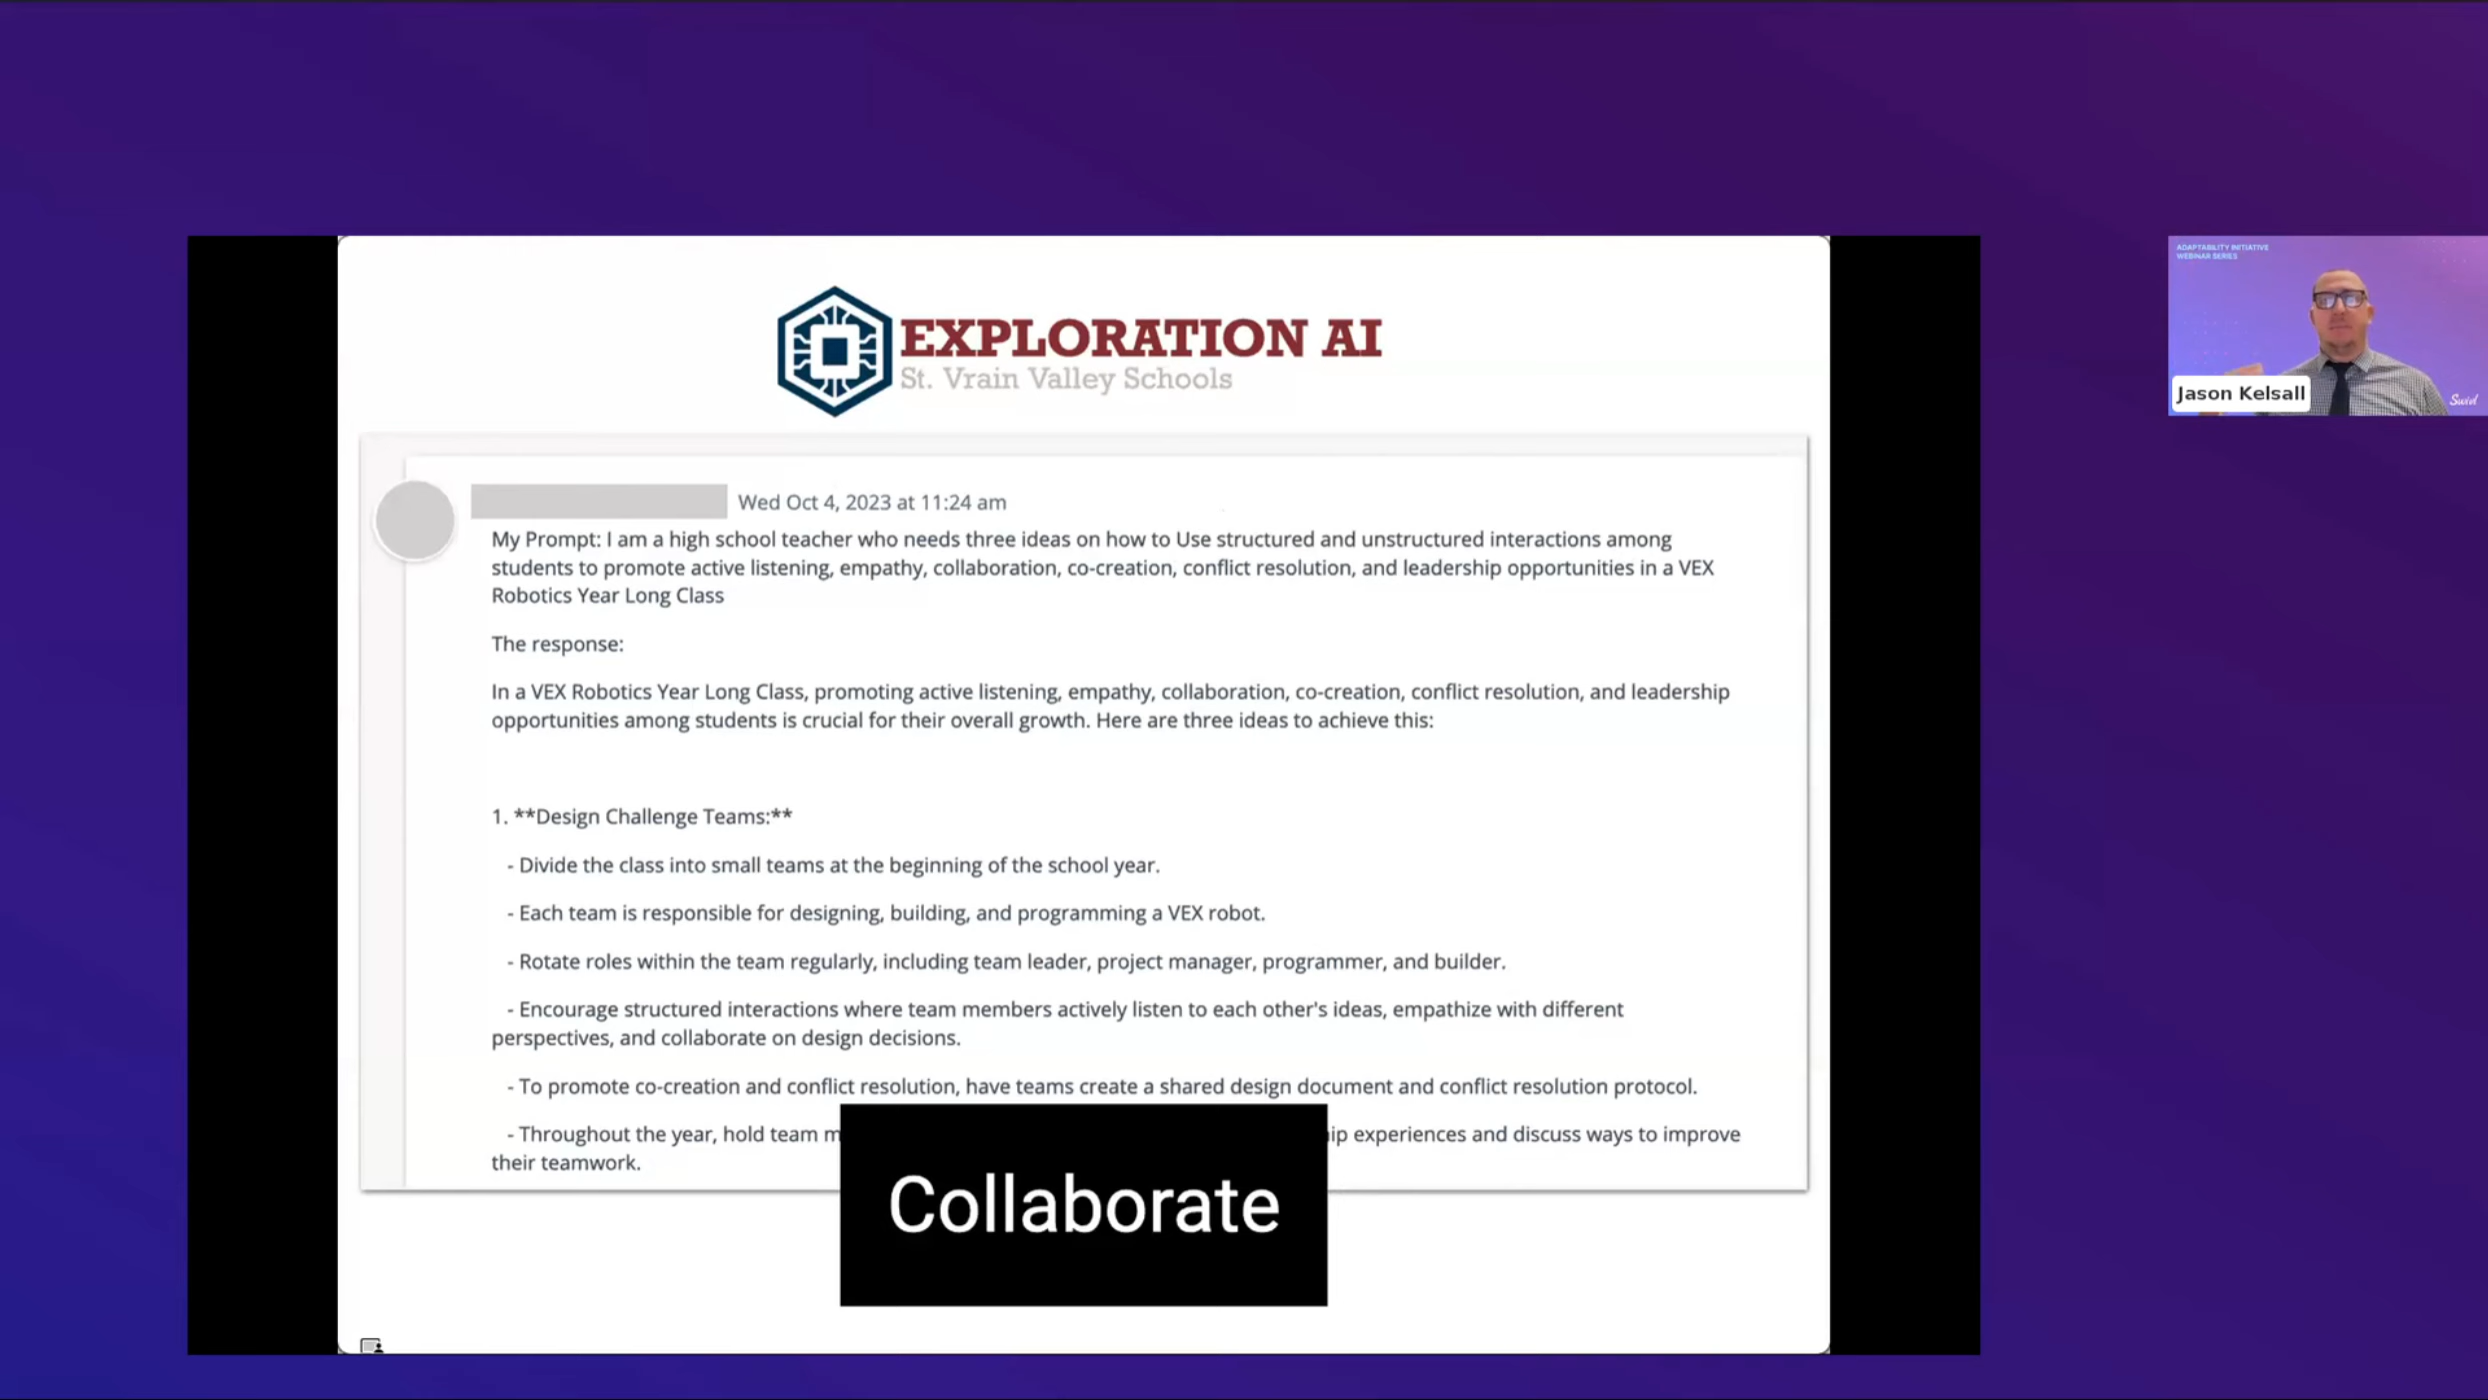 ADAPTABILITY INITIATIVE
WEBINAR SERIES
Jason Kelsall
Swivl
EXPLORATION AI
St. Vrain Valley Schools
Wed Oct 4, 2023 at 11:24 am
My Prompt: I am a high school teacher who needs three ideas on how to Use structured and unstructured interactions among
students to promote active listening, empathy, collaboration, co-creation, conflict resolution, and leadership opportunities in a VEX
Robotics Year Long Class
The response:
In a VEX Robotics Year Long Class, promoting active listening, empathy, collaboration, co-creation, conflict resolution, and leadership
opportunities among students is crucial for their overall growth. Here are three ideas to achieve this:
1. **Design Challenge Teams:**
- Divide the class into small teams at the beginning of the school year.
- Each team is responsible for designing, building, and programming a VEX robot.
- Rotate roles within the team regularly, including team leader, project manager, programmer, and builder.
- Encourage structured interactions where team members actively listen to each other's ideas, empathize with different
perspectives, and collaborate on design decisions.
- To promote co-creation and conflict resolution, have teams create a shared design document and conflict resolution protocol.
- Throughout the year, hold team experiences and discuss ways to improve
their teamwork.
Collaborate